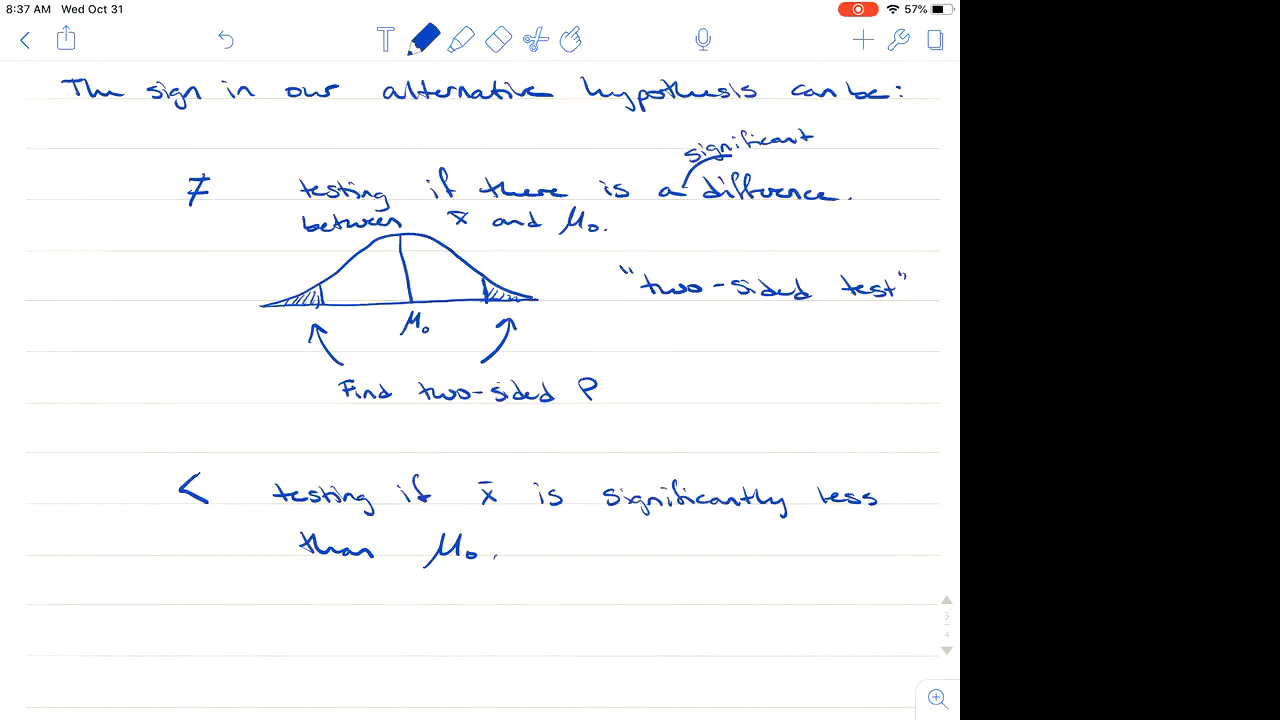 8:37 AM Wed Oct 31
57%
T
The sign in our alternative hypothesis can be:
significant
≠ testing if there is a difference.
between x̄ and μ₀.
"two-sided test"
μ₀
Find two-sided P
< testing if x̄ is significantly less
than μ₀.
3
4